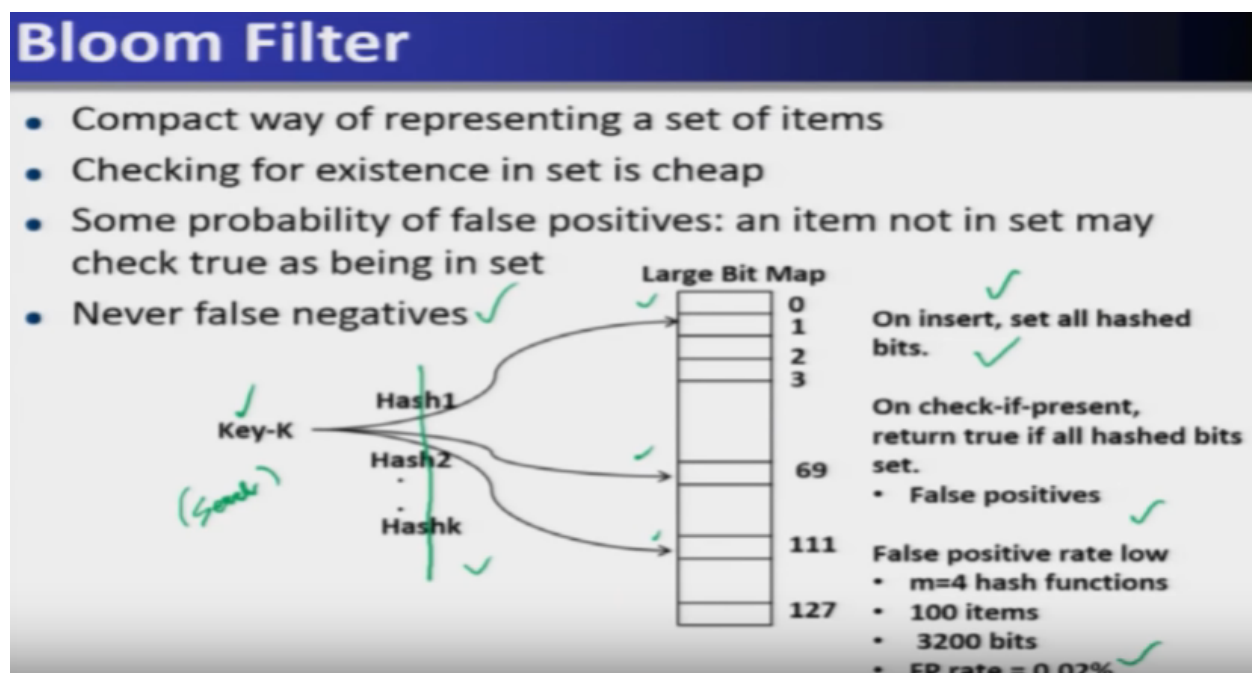 Bloom Filter
• Compact way of representing a set of items
• Checking for existence in set is cheap
• Some probability of false positives: an item not in set may
check true as being in set
• Never false negatives
Large Bit Map
0
1
2
3
69
111
127
Key-K
Hash1
Hash2
.
.
Hashk
On insert, set all hashed
bits.
On check-if-present,
return true if all hashed bits
set.
• False positives
False positive rate low
• m=4 hash functions
• 100 items
• 3200 bits
• FP rate = 0.02%